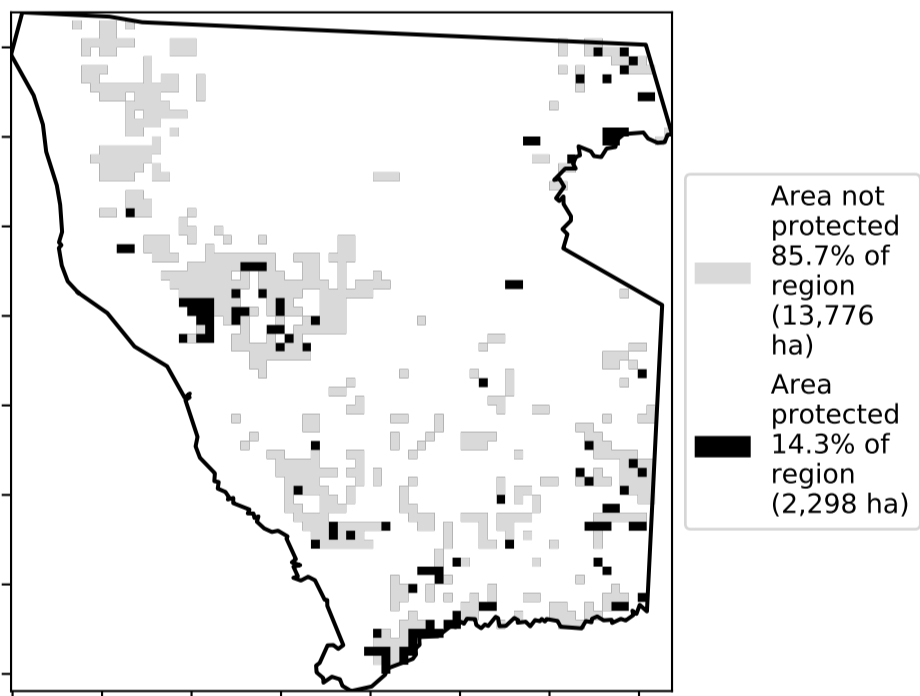 Area not
protected
85.7% of
region
(13,776
ha)
Area
protected
14.3% of
region
(2,298 ha)